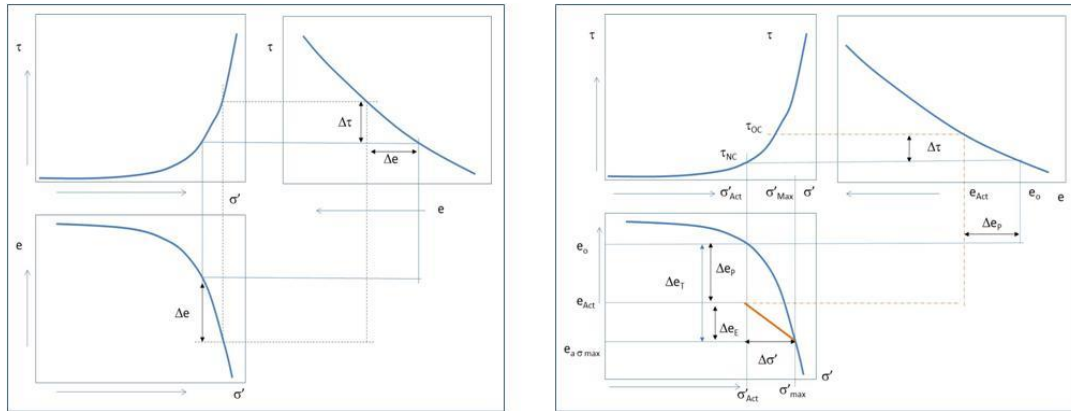 τ
Δτ
Δe
σ'
e
e
Δe
σ'
τ
τ
τOC
τNC
Δτ
σ'Act
σ'Max
σ'
eAct
eo
e
ΔeP
eo
ΔeP
ΔeT
eAct
ΔeE
ea σ max
Δσ'
σ'
σ'Act
σ'max